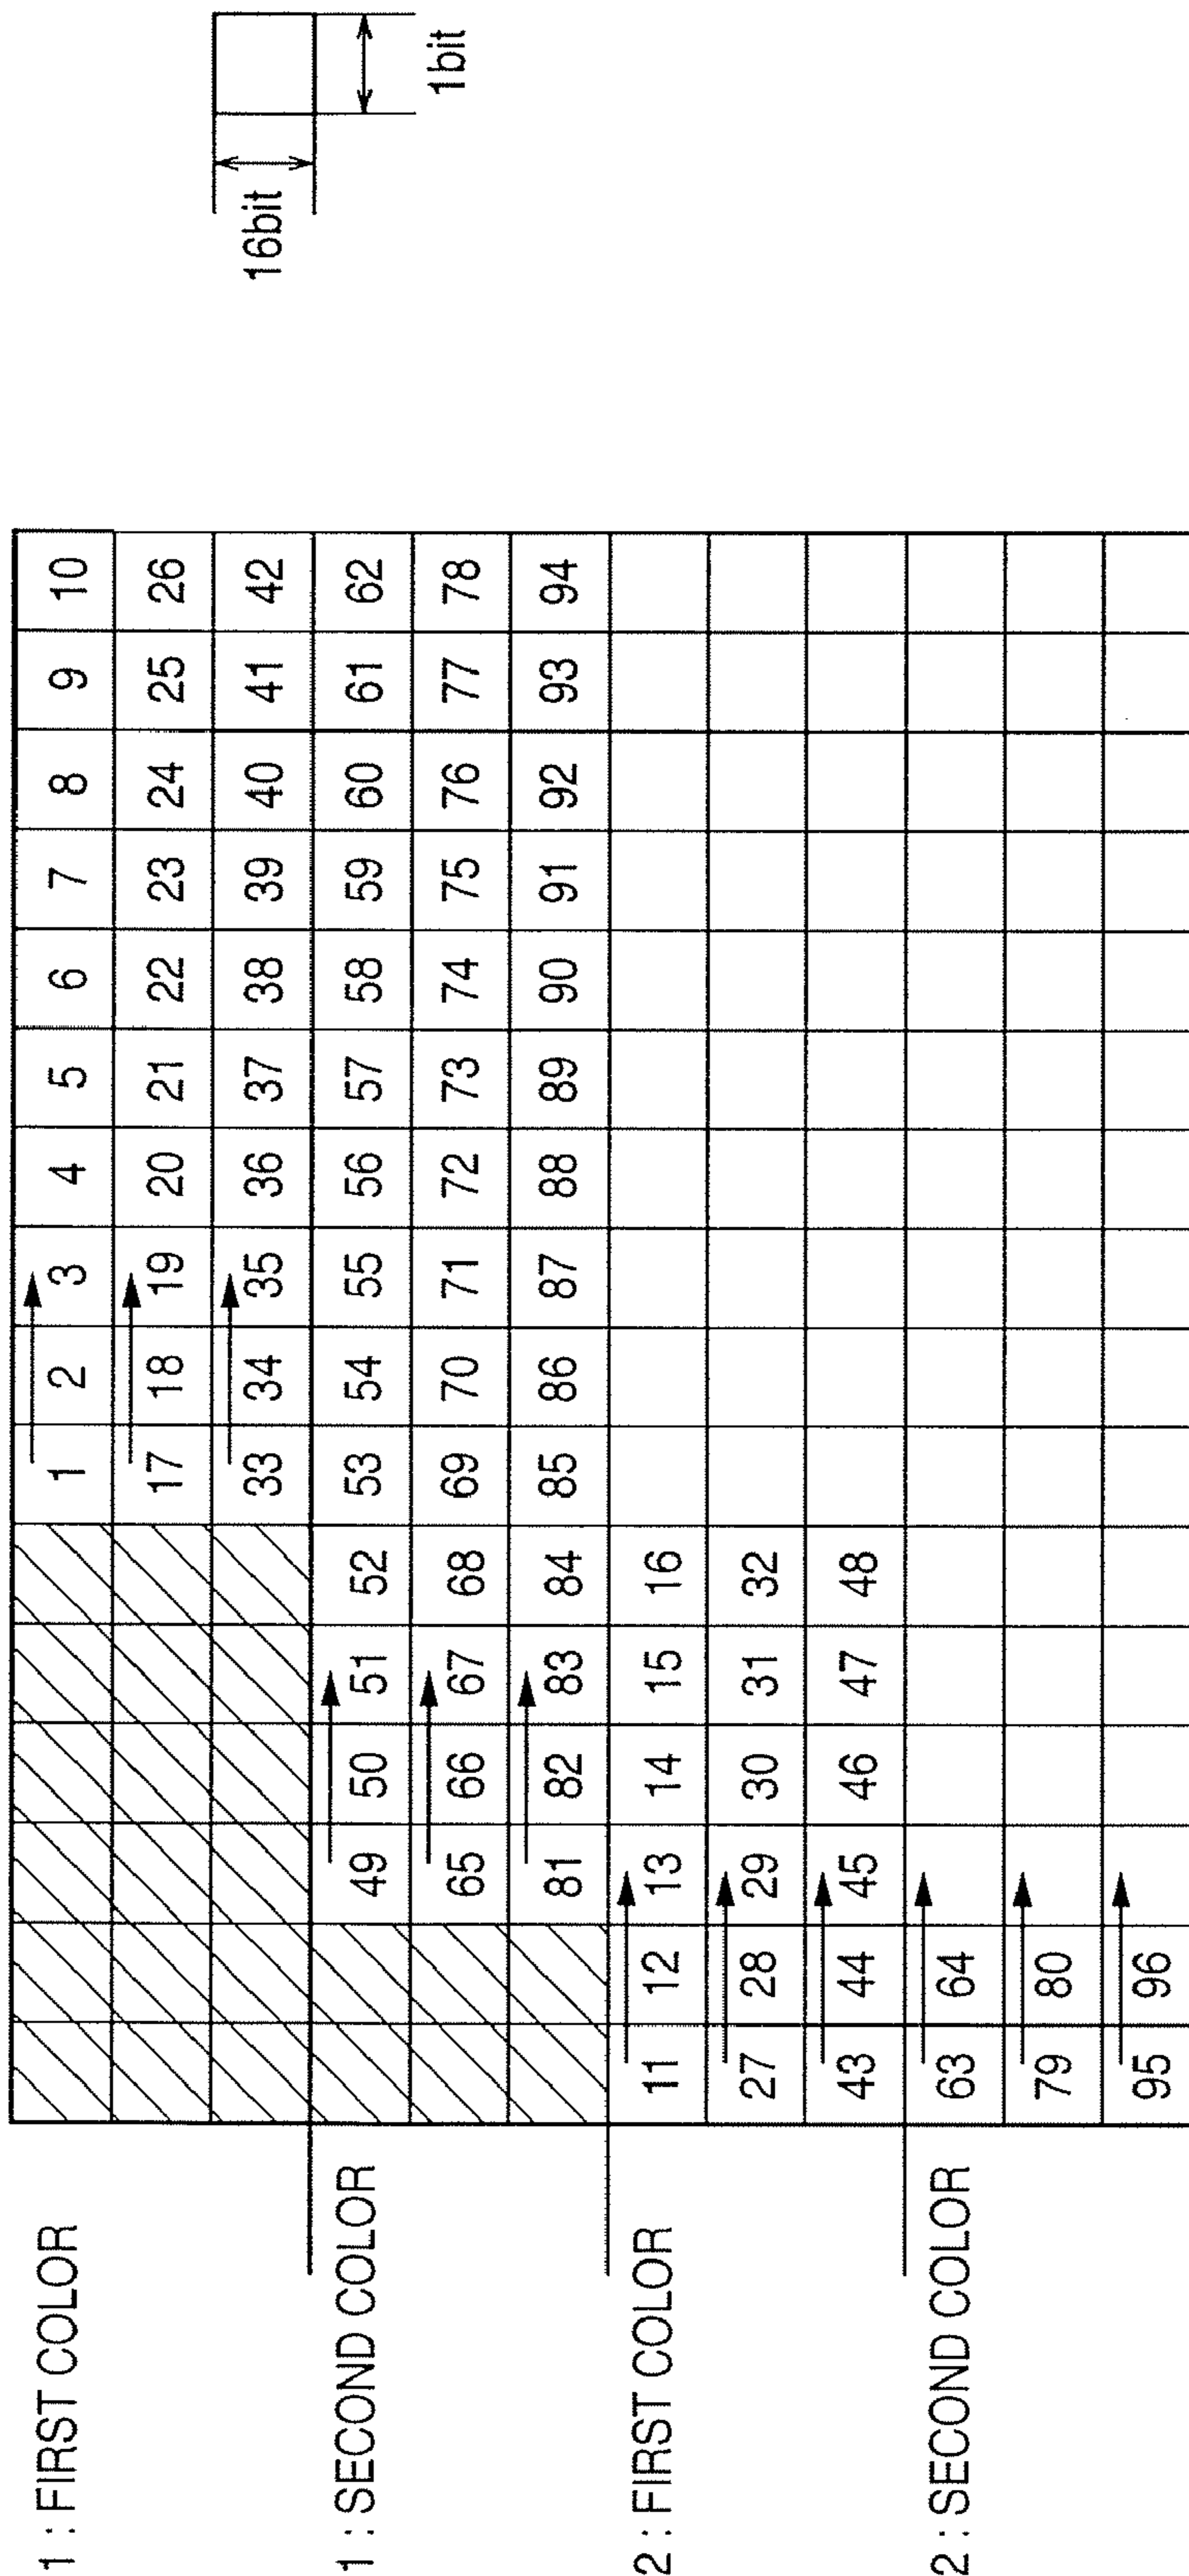 1 : FIRST COLOR
1 2 3 4 5 6 7 8 9 10
17 18 19 20 21 22 23 24 25 26
33 34 35 36 37 38 39 40 41 42
1 : SECOND COLOR
49 50 51 52 53 54 55 56 57 58 59 60 61 62
65 66 67 68 69 70 71 72 73 74 75 76 77 78
81 82 83 84 85 86 87 88 89 90 91 92 93 94
2 : FIRST COLOR
11 12 13 14 15 16
27 28 29 30 31 32
43 44 45 46 47 48
2 : SECOND COLOR
63 64
79 80
95 96
16bit
1bit